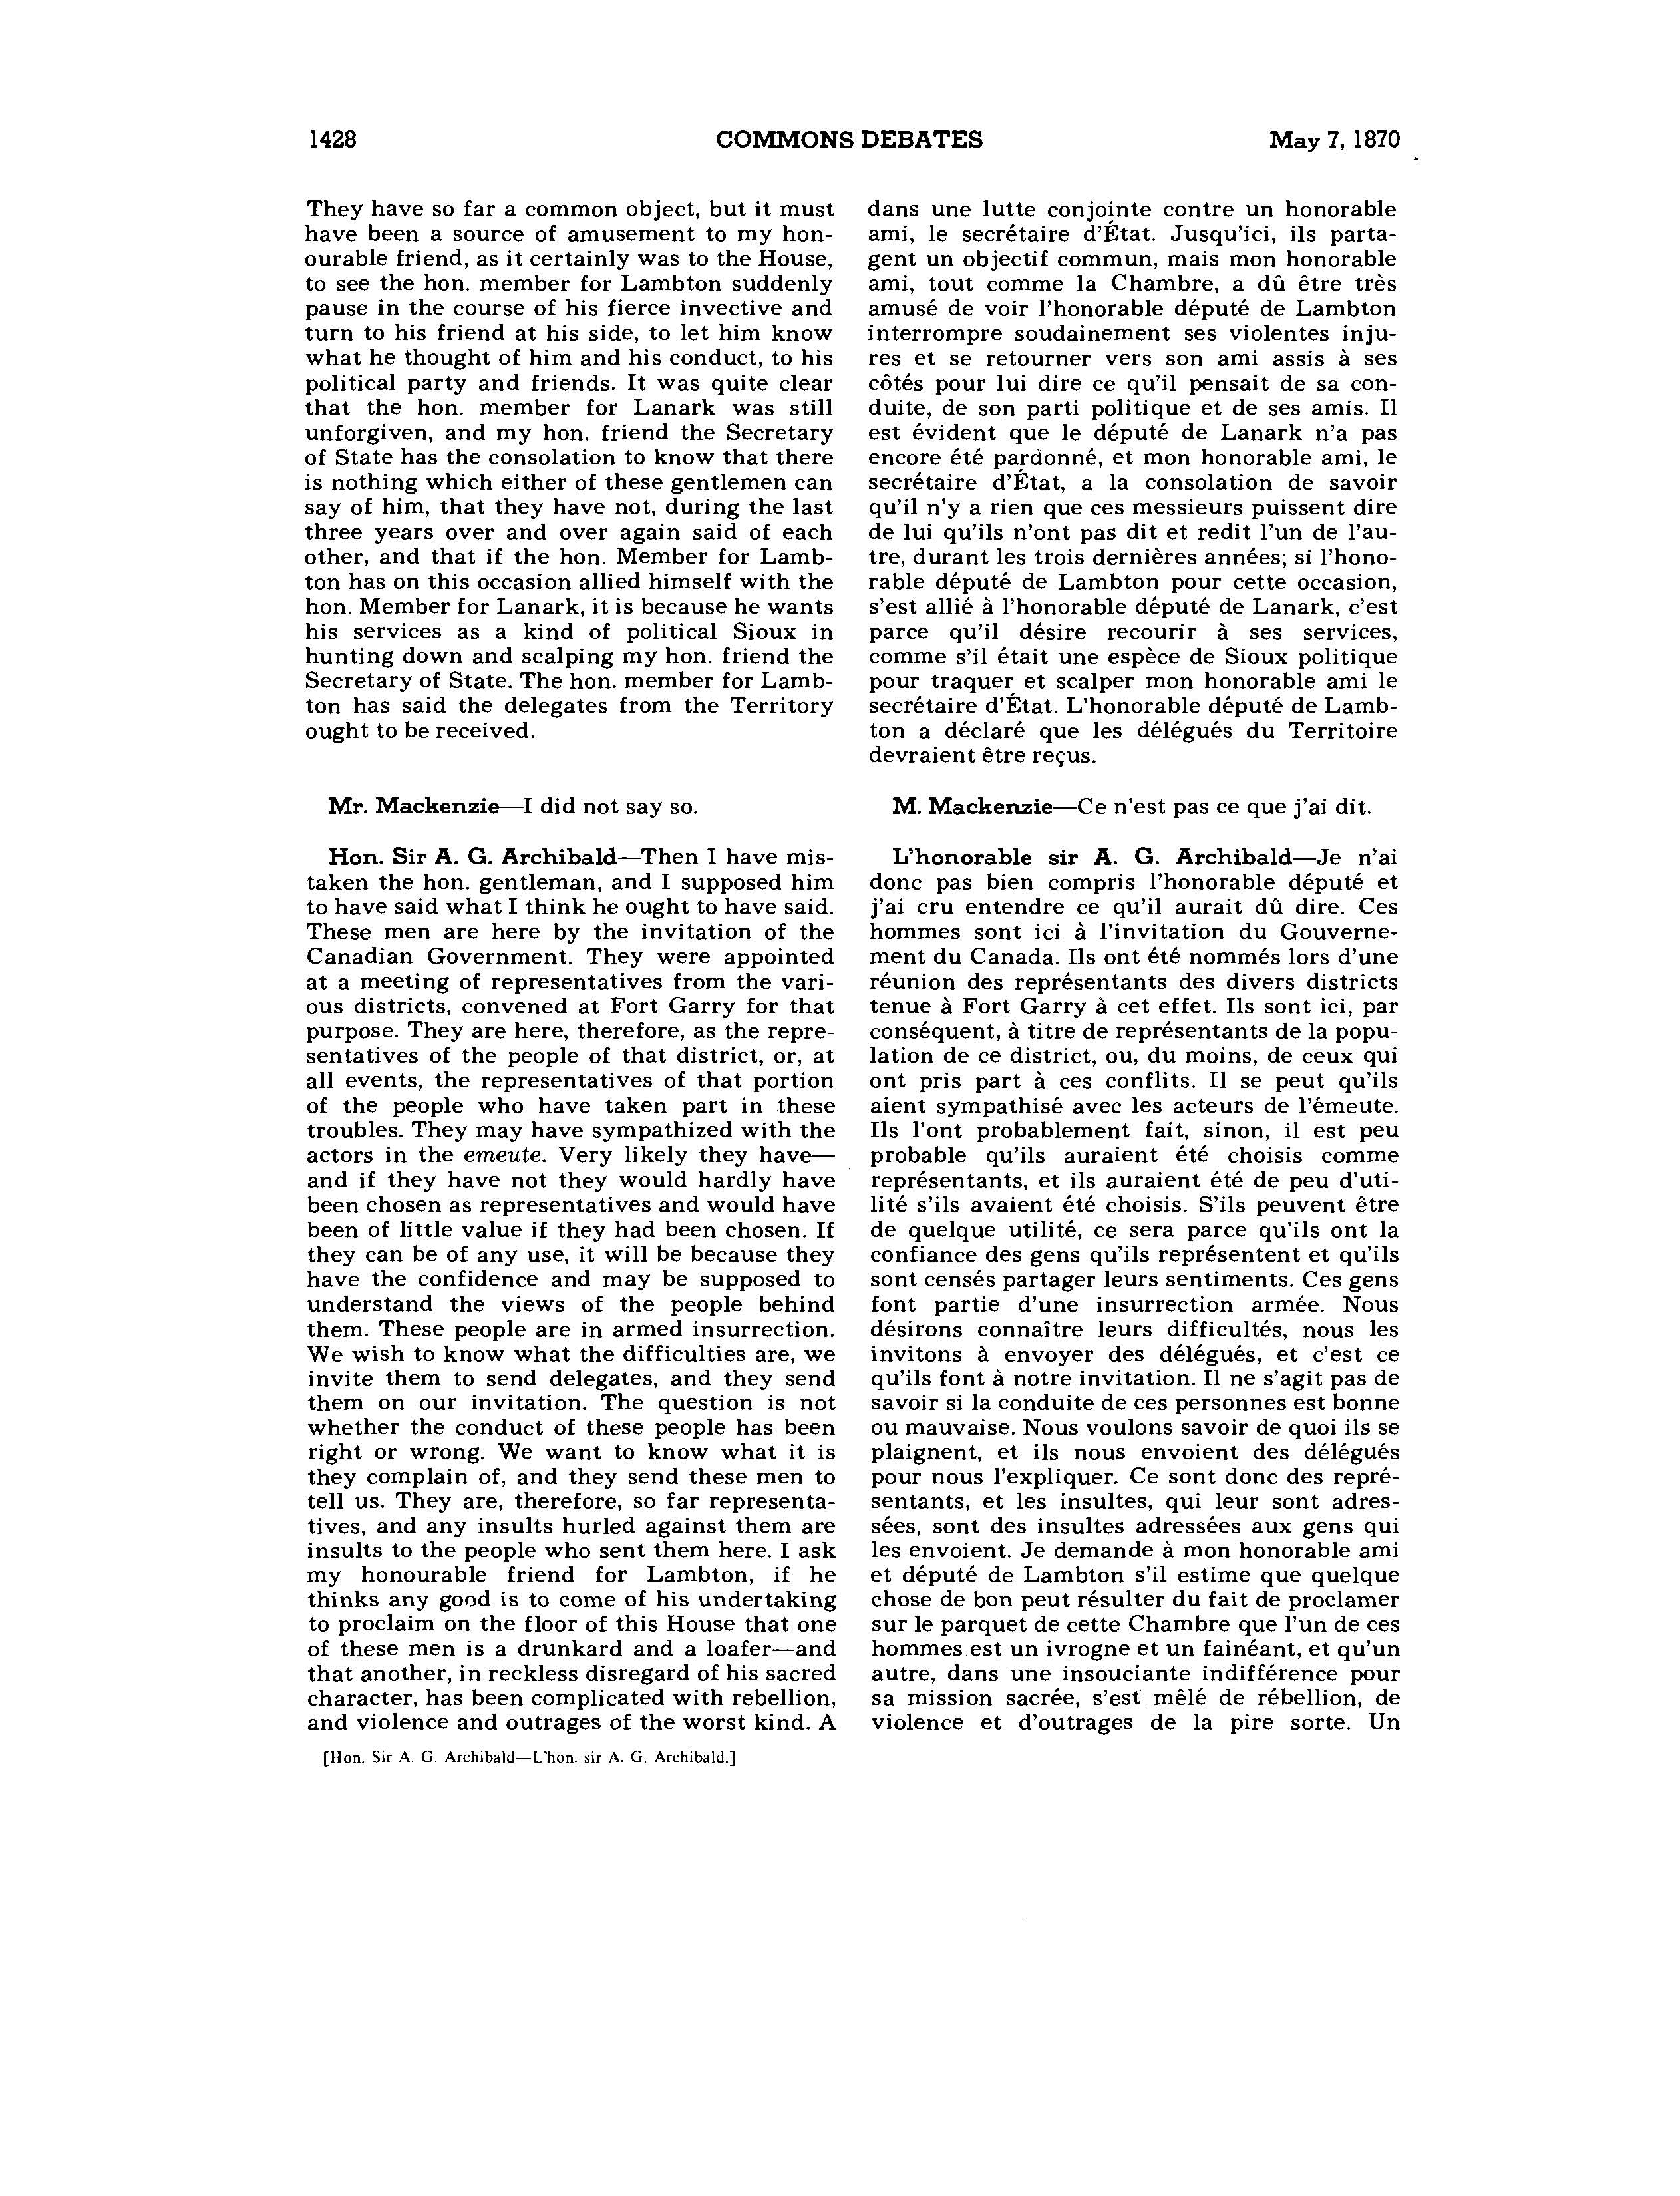 1428 COMMONS DEBATES May 7, 1870
They have so far a common object, but it must
have been a source of amusement to my hon-
ourable friend, as it certainly was to the House,
to see the hon. member for Lambton suddenly
pause in the course of his fierce invective and
turn to his friend at his side, to let him know
what he thought of him and his conduct, to his
political party and friends. It was quite clear
that the hon. member for Lanark was still
unforgiven, and my hon. friend the Secretary
of State has the consolation to know that there
is nothing which either of these gentlemen can
say of him, that they have not, during the last
three years over and over again said of each
other, and that if the hon. Member for Lamb-
ton has on this occasion allied himself with the
hon. Member for Lanark, it is because he wants
his services as a kind of political Sioux in
hunting down and scalping my hon. friend the
Secretary of State. The hon. member for Lamb-
ton has said the delegates from the Territory
ought to be received.
Mr. Mackenzie—I did not say so.
Hon. Sir A. G. Archibald—Then I have mis-
taken the hon. gentleman, and I supposed him
to have said what I think he ought to have said.
These men are here by the invitation of the
Canadian Government. They were appointed
at a meeting of representatives from the vari-
ous districts, convened at Fort Garry for that
purpose. They are here, therefore, as the repre-
sentatives of the people of that district, or, at
all events, the representatives of that portion
of the people who have taken part in these
troubles. They may have sympathized with the
actors in the emeute. Very likely they have—
and if they have not they would hardly have
been chosen as representatives and would have
been of little value if they had been chosen. If
they can be of any use, it will be because they
have the confidence and may be supposed to
understand the views of the people behind
them. These people are in armed insurrection.
We wish to know what the difficulties are, we
invite them to send delegates, and they send
them on our invitation. The question is not
whether the conduct of these people has been
right or wrong. We want to know what it is
they complain of, and they send these men to
tell us. They are, therefore, so far representa-
tives, and any insults hurled against them are
insults to the people who sent them here. I ask
my honourable friend for Lambton, if he
thinks any good is to come of his undertaking
to proclaim on the floor of this House that one
of these men is a drunkard and a loafer—and
that another, in reckless disregard of his sacred
character, has been complicated with rebellion,
and violence and outrages of the worst kind. A
dans une lutte conjointe contre un honorable
ami, le secrétaire d'État. Jusqu'ici, ils parta-
gent un objectif commun, mais mon honorable
ami, tout comme la Chambre, a dû être très
amusé de voir l'honorable député de Lambton
interrompre soudainement ses violentes inju-
res et se retourner vers son ami assis à ses
côtés pour lui dire ce qu'il pensait de sa con-
duite, de son parti politique et de ses amis. Il
est évident que le député de Lanark n'a pas
encore été pardonné, et mon honorable ami, le
secrétaire d'État, a la consolation de savoir
qu'il n'y a rien que ces messieurs puissent dire
de lui qu'ils n'ont pas dit et redit l'un de l'au-
tre, durant les trois dernières années; si l'hono-
rable député de Lambton pour cette occasion,
s'est allié à l'honorable député de Lanark, c'est
parce qu'il désire recourir à ses services,
comme s'il était une espèce de Sioux politique
pour traquer et scalper mon honorable ami le
secrétaire d'État. L'honorable député de Lamb-
ton a déclaré que les délégués du Territoire
devraient être reçus.
M. Mackenzie—Ce n'est pas ce que j'ai dit.
L'honorable sir A. G. Archibald—Je n'ai
donc pas bien compris l'honorable député et
j'ai cru entendre ce qu'il aurait dû dire. Ces
hommes sont ici à l'invitation du Gouverne-
ment du Canada. Ils ont été nommés lors d'une
réunion des représentants des divers districts
tenue à Fort Garry à cet effet. Ils sont ici, par
conséquent, à titre de représentants de la popu-
lation de ce district, ou, du moins, de ceux qui
ont pris part à ces conflits. Il se peut qu'ils
aient sympathisé avec les acteurs de l'émeute.
Ils l'ont probablement fait, sinon, il est peu
probable qu'ils auraient été choisis comme
représentants, et ils auraient été de peu d'uti-
lité s'ils avaient été choisis. S'ils peuvent être
de quelque utilité, ce sera parce qu'ils ont la
confiance des gens qu'ils représentent et qu'ils
sont censés partager leurs sentiments. Ces gens
font partie d'une insurrection armée. Nous
désirons connaître leurs difficultés, nous les
invitons à envoyer des délégués, et c'est ce
qu'ils font à notre invitation. Il ne s'agit pas de
savoir si la conduite de ces personnes est bonne
ou mauvaise. Nous voulons savoir de quoi ils se
plaignent, et ils nous envoient des délégués
pour nous l'expliquer. Ce sont donc des repré-
sentants, et les insultes, qui leur sont adres-
sées, sont des insultes adressées aux gens qui
les envoient. Je demande à mon honorable ami
et député de Lambton s'il estime que quelque
chose de bon peut résulter du fait de proclamer
sur le parquet de cette Chambre que l'un de ces
hommes est un ivrogne et un fainéant, et qu'un
autre, dans une insouciante indifférence pour
sa mission sacrée, s'est mêlé de rébellion, de
violence et d'outrages de la pire sorte. Un
[Hon. Sir A. G. Archibald—L'hon. sir A. G. Archibald.]